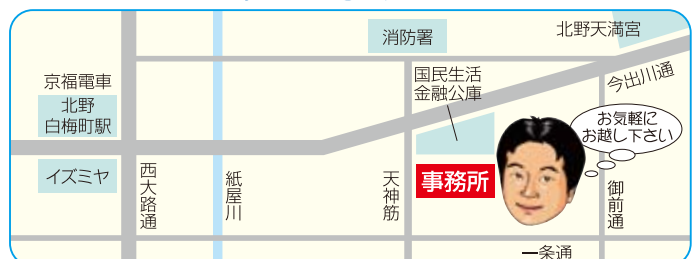 消防署
北野天満宮
京福電車
北野
白梅町駅
国民生活
金融公庫
今出川通
お気軽に
お越し下さい
イズミヤ
西大路通
紙屋川
天神筋
事務所
御前通
一条通